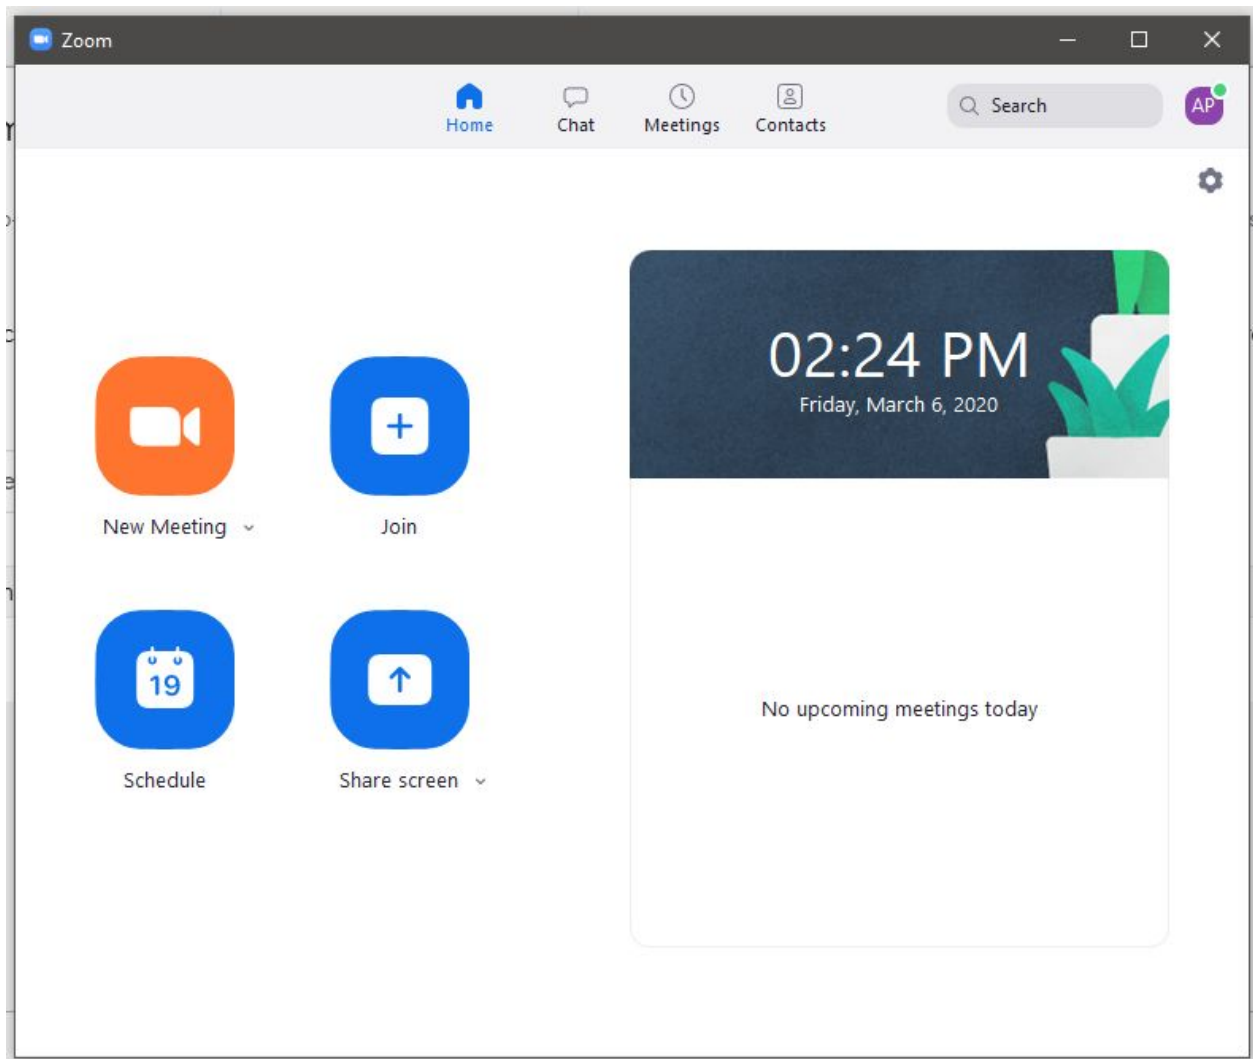 Zoom
Home
Chat
Meetings
Contacts
Search
AP
02:24 PM
Friday, March 6, 2020
New Meeting
Join
19
Schedule
Share screen
No upcoming meetings today